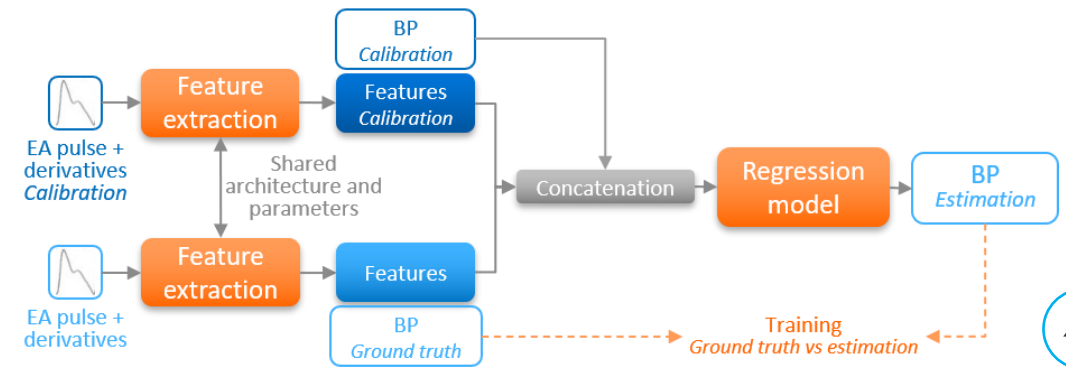 BP
Calibration
Feature
extraction
Features
Calibration
EA pulse +
derivatives
Calibration
Shared
architecture and
parameters
Concatenation
Regression
model
BP
Estimation
Feature
extraction
Features
EA pulse +
derivatives
BP
Ground truth
Training
Ground truth vs estimation